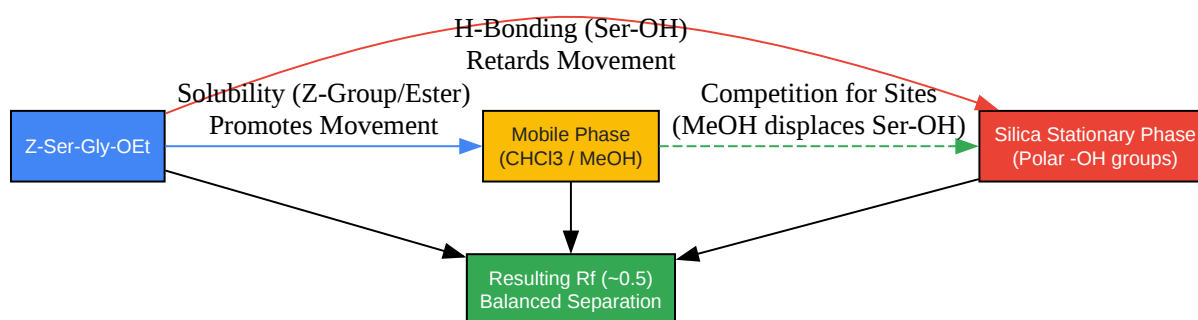 H-Bonding (Ser-OH)
Retards Movement
Solubility (Z-Group/Ester)
Promotes Movement
Competition for Sites
(MeOH displaces Ser-OH)
Z-Ser-Gly-OEt
Mobile Phase
(CHCl3 / MeOH)
Silica Stationary Phase
(Polar -OH groups)
Resulting Rf (~0.5)
Balanced Separation